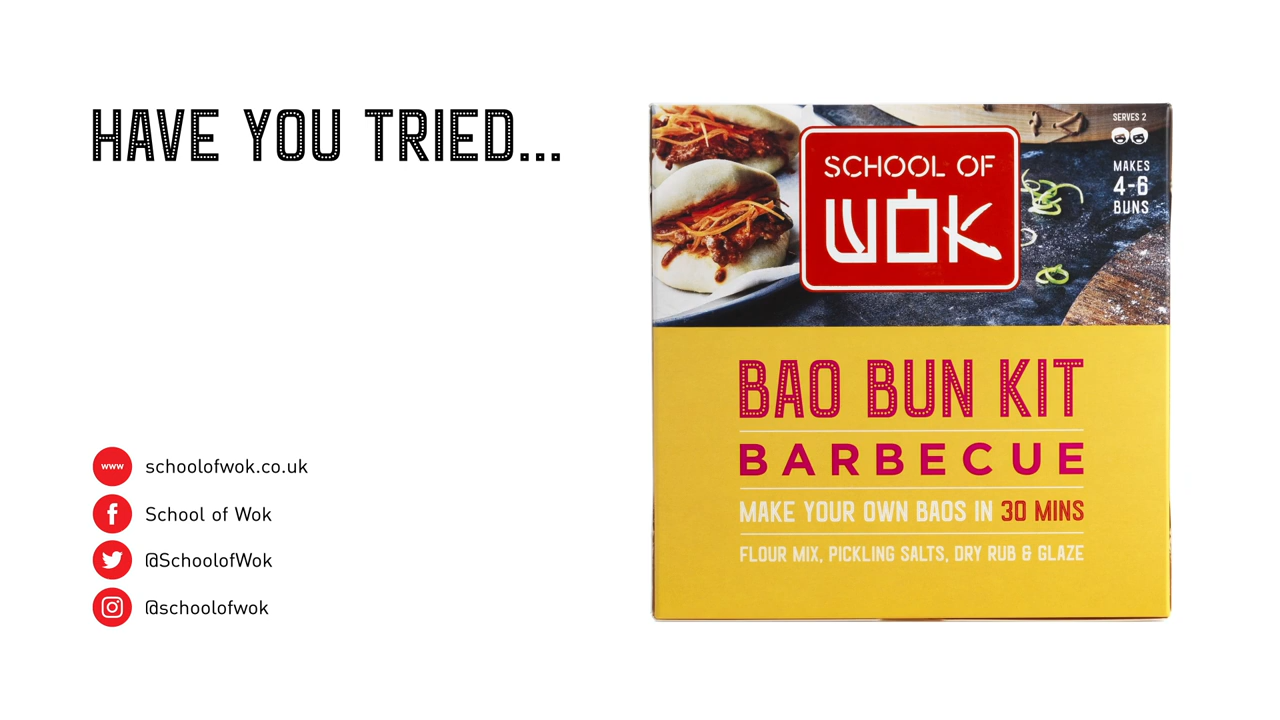 HAVE YOU TRIED...
www schoolofwok.co.uk
School of Wok
@SchoolofWok
@schoolofwok
SCHOOL OF
WOK
SERVES 2
MAKES
4-6
BUNS
BAO BUN KIT
BARBECUE
MAKE YOUR OWN BAOS IN 30 MINS
FLOUR MIX, PICKLING SALTS, DRY RUB & GLAZE